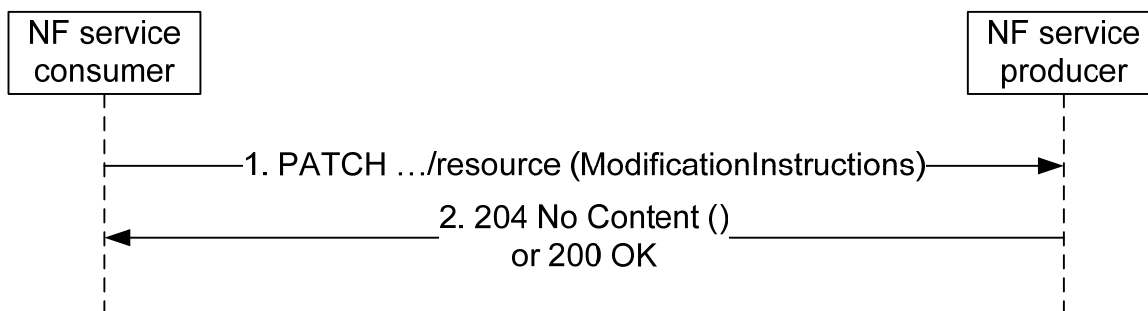 NF service
consumer
NF service
producer
1. PATCH …/resource (ModificationInstructions)
2. 204 No Content ()
or 200 OK